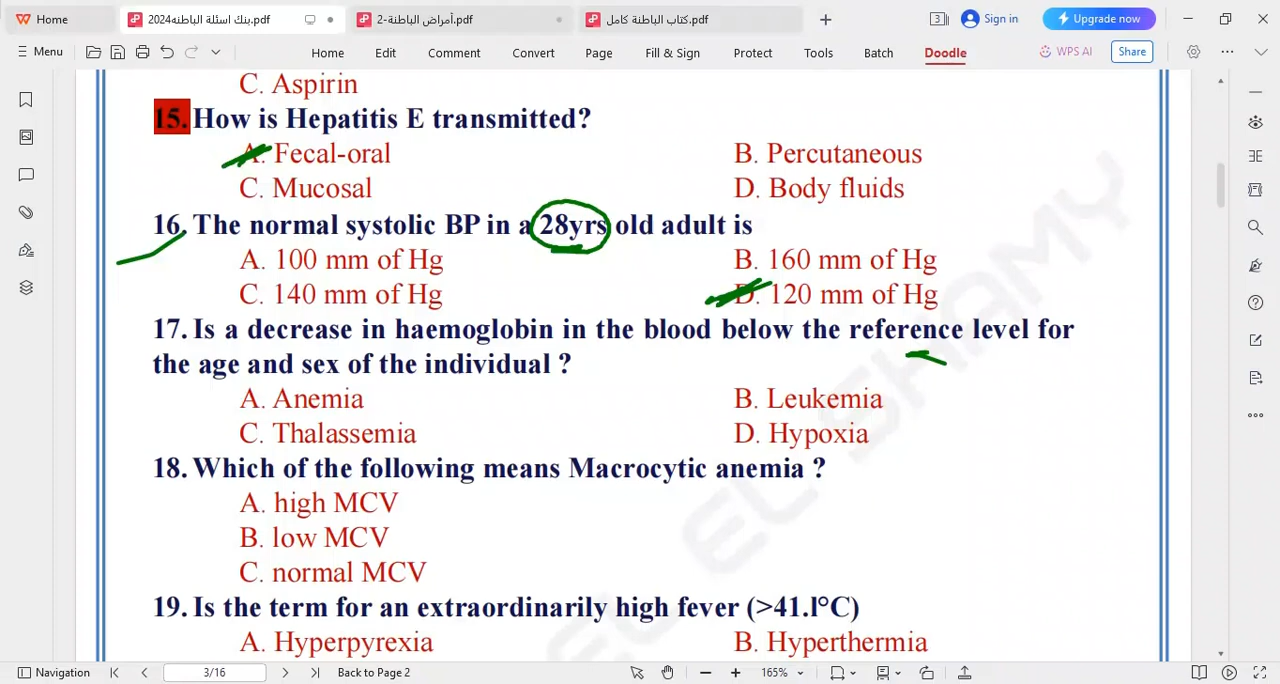 Home
بنك اسئلة الباطنه2024.pdf
أمراض الباطنة-2.pdf
كتاب الباطنة كامل.pdf
3
Sign in
Upgrade now
Menu
Home Edit Comment Convert Page Fill & Sign Protect Tools Batch Doodle WPS AI Share
C. Aspirin
15. How is Hepatitis E transmitted?
A. Fecal-oral B. Percutaneous
C. Mucosal D. Body fluids
16. The normal systolic BP in a 28yrs old adult is
A. 100 mm of Hg B. 160 mm of Hg
C. 140 mm of Hg D. 120 mm of Hg
17. Is a decrease in haemoglobin in the blood below the reference level for
the age and sex of the individual ?
A. Anemia B. Leukemia
C. Thalassemia D. Hypoxia
18. Which of the following means Macrocytic anemia ?
A. high MCV
B. low MCV
C. normal MCV
19. Is the term for an extraordinarily high fever (>41.l°C)
A. Hyperpyrexia B. Hyperthermia
EL SHAMY
Navigation 3/16 Back to Page 2 165%